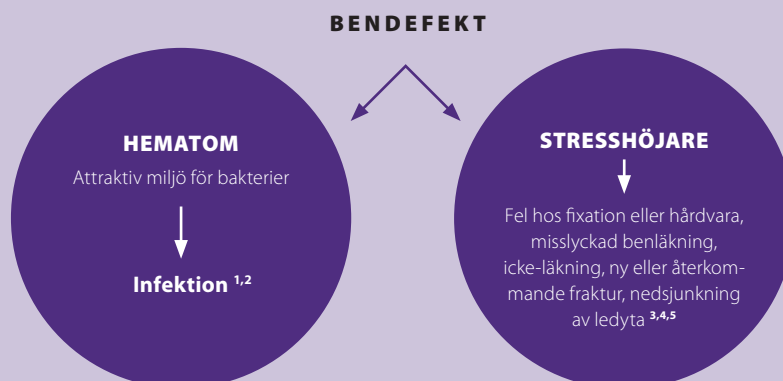 BENDEFEKT
HEMATOM
Attraktiv miljö för bakterier
Infektion 1,2
STRESSHÖJARE
Fel hos fixation eller hårdvara,
misslyckad benläkning,
icke-läkning, ny eller återkom-
mande fraktur, nedsjunkning
av ledyta 3,4,5